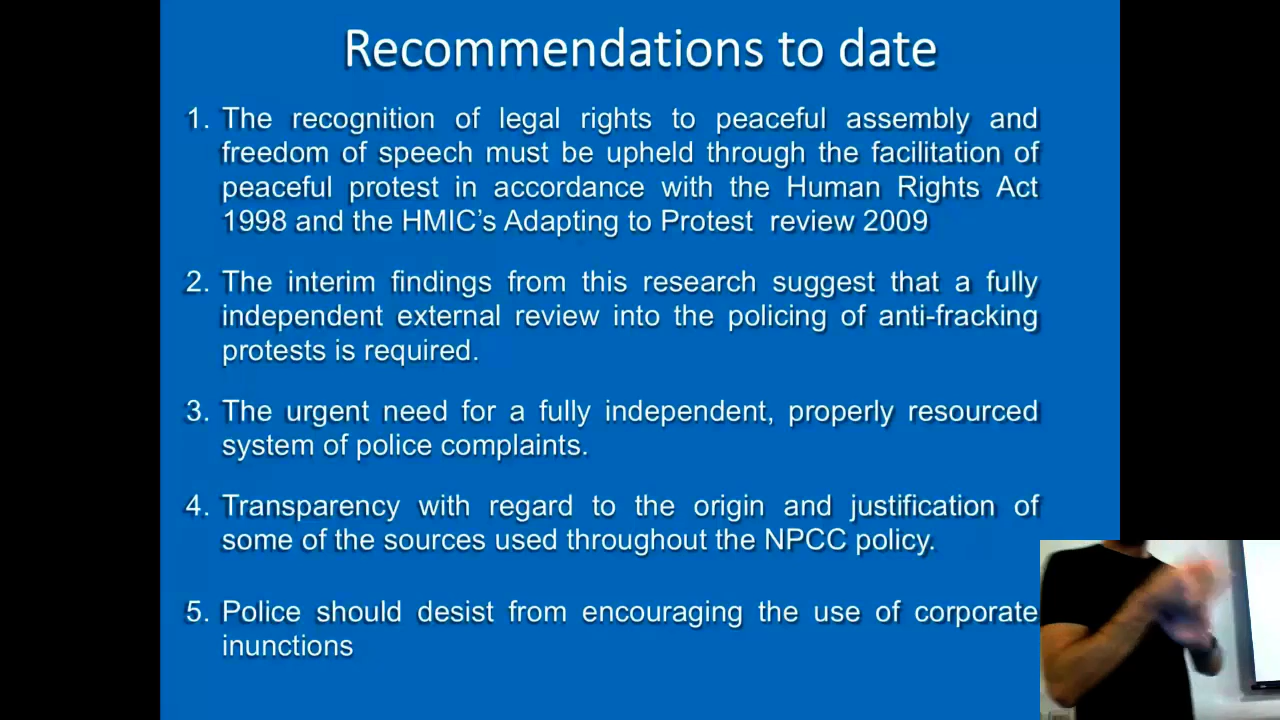 Recommendations to date
1. The recognition of legal rights to peaceful assembly and
freedom of speech must be upheld through the facilitation of
peaceful protest in accordance with the Human Rights Act
1998 and the HMIC’s Adapting to Protest review 2009
2. The interim findings from this research suggest that a fully
independent external review into the policing of anti-fracking
protests is required.
3. The urgent need for a fully independent, properly resourced
system of police complaints.
4. Transparency with regard to the origin and justification of
some of the sources used throughout the NPCC policy.
5. Police should desist from encouraging the use of corporate
inunctions